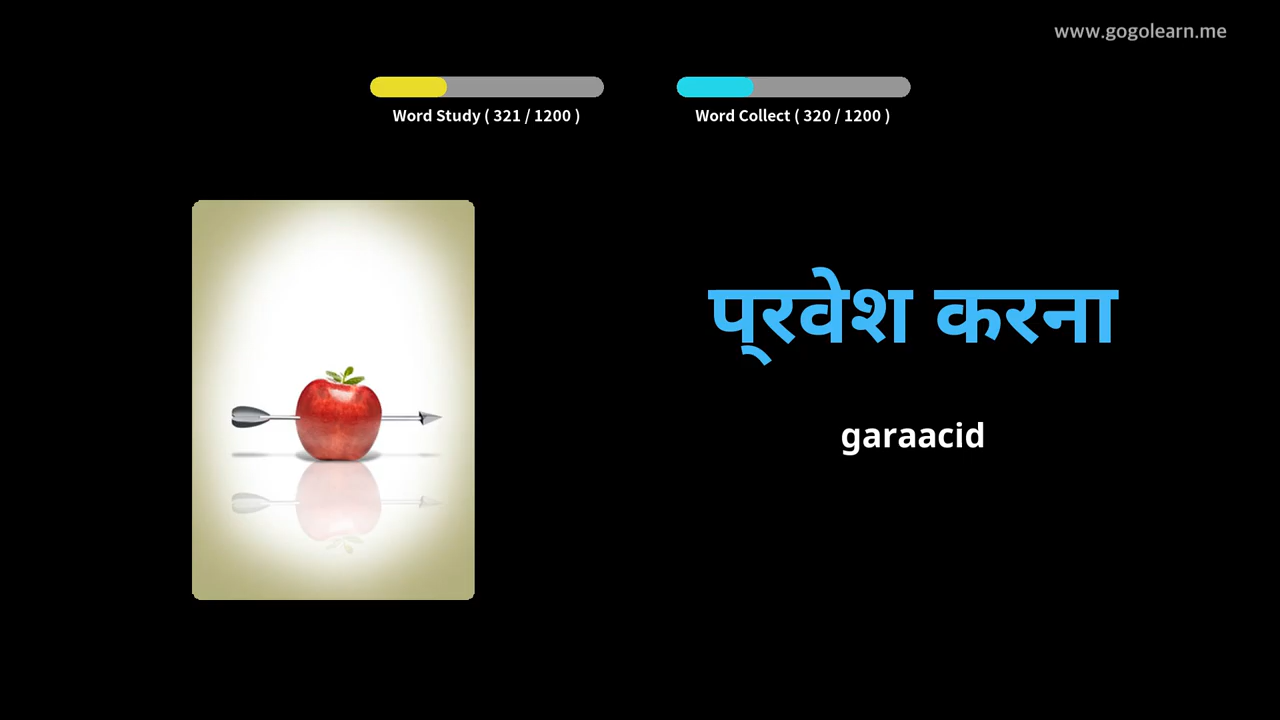 www.gogolearn.me
Word Study ( 321 / 1200 )
Word Collect ( 320 / 1200 )
प्रवेश करना
garaacid